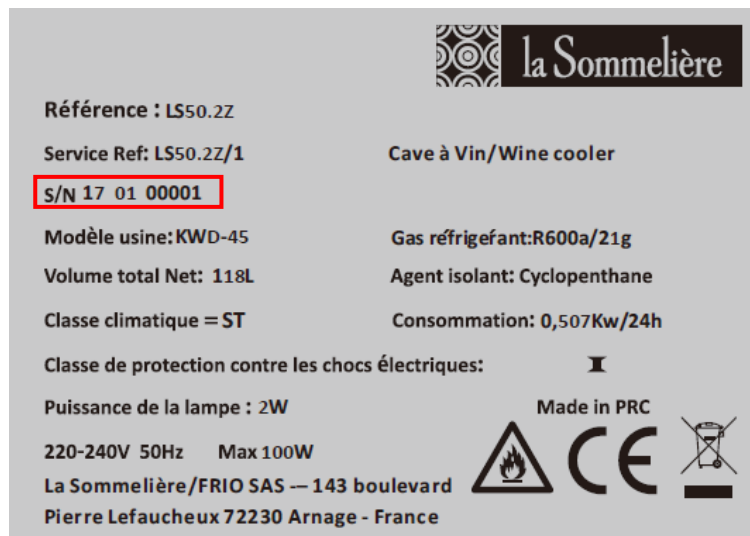 la Sommelière
Référence : LS50.2Z
Service Ref: LS50.2Z/1 Cave à Vin/Wine cooler
S/N 17 01 00001
Modèle usine:KWD-45 Gas réfrigeŕant:R600a/21g
Volume total Net: 118L Agent isolant: Cyclopenthane
Classe climatique = ST Consommation: 0,507Kw/24h
Classe de protection contre les chocs électriques: I
Puissance de la lampe : 2W Made in PRC
220-240V 50Hz Max 100W
CE
La Sommelière/FRIO SAS -– 143 boulevard
Pierre Lefaucheux 72230 Arnage - France